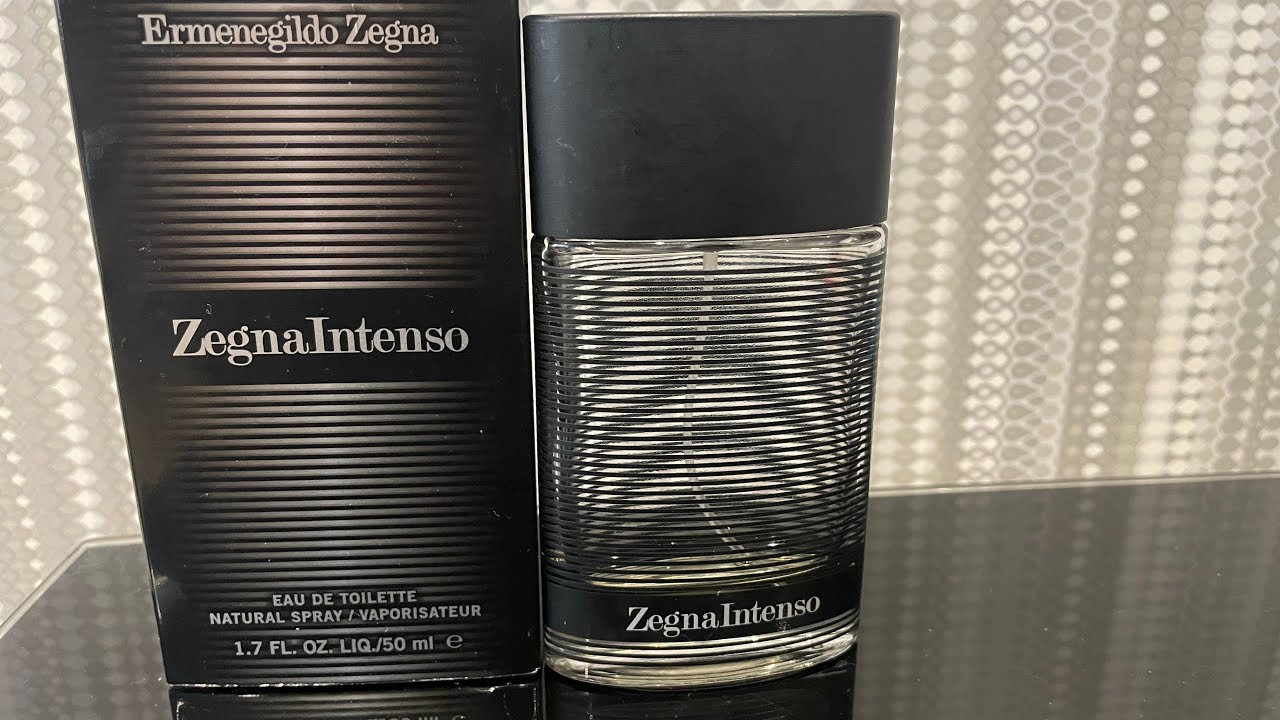 Ermenegildo Zegna
ZegnaIntenso
EAU DE TOILETTE
NATURAL SPRAY / VAPORISATEUR
1.7 FL. OZ. LIQ./50 ml ℮
ZegnaIntenso